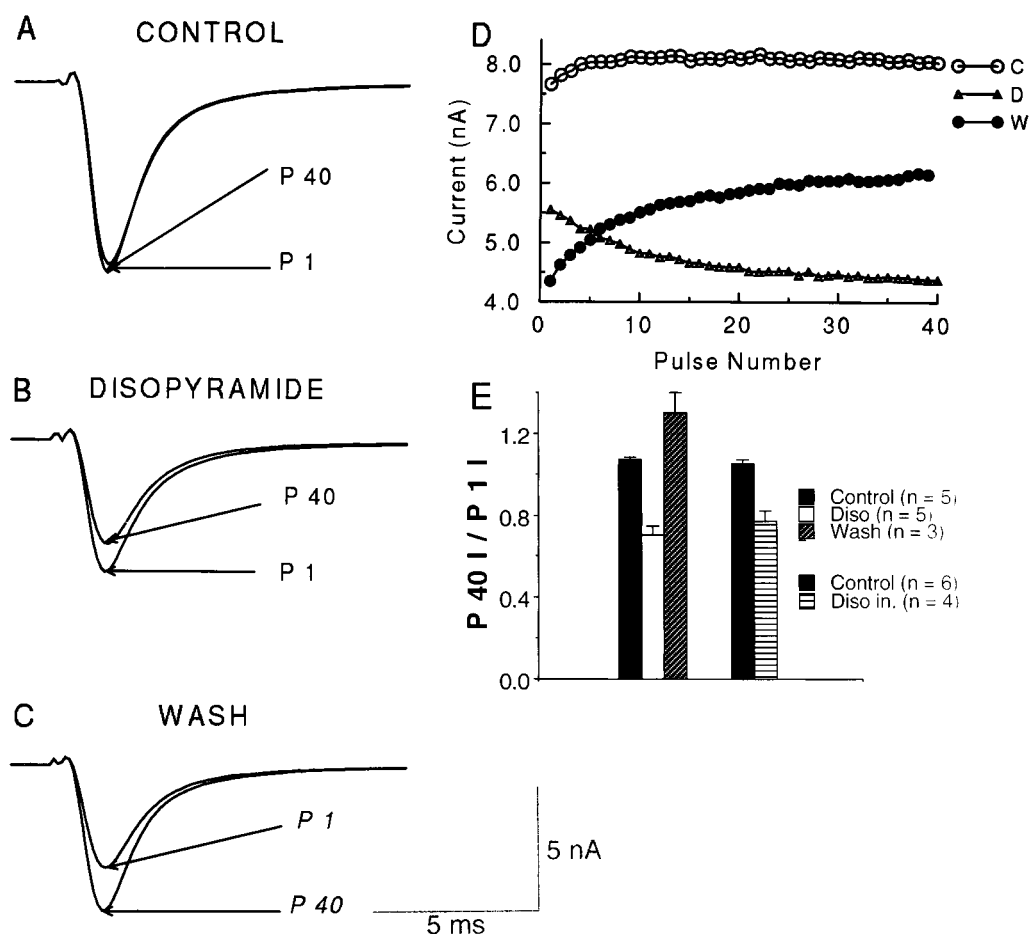 A
CONTROL
P 40
P 1
B
DISOPYRAMIDE
P 40
P 1
C
WASH
P 1
P 40
5 nA
5 ms
D
8.0
7.0
6.0
5.0
4.0
Current (nA)
0
10
20
30
40
Pulse Number
C
D
W
E
1.2
0.8
0.4
0.0
P 40 I / P 1 I
Control (n = 5)
Diso (n = 5)
Wash (n = 3)
Control (n = 6)
Diso in. (n = 4)